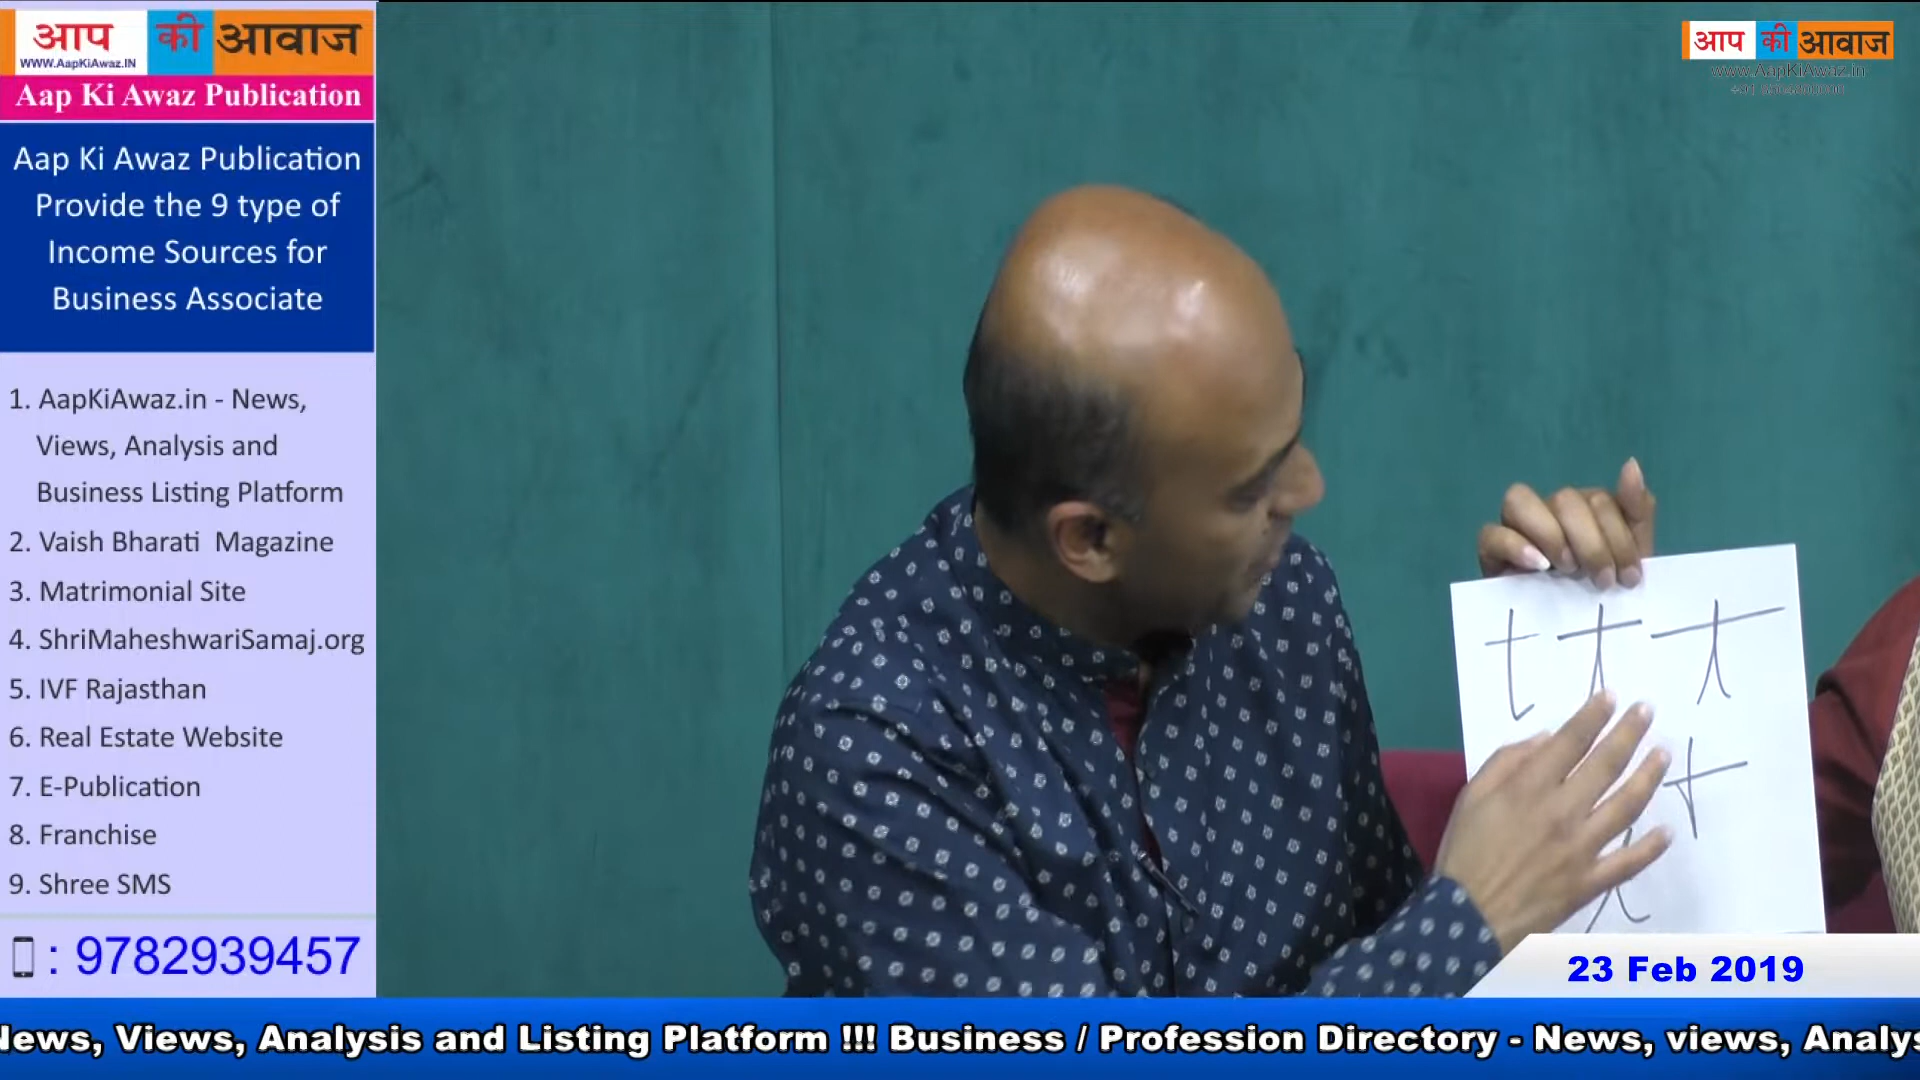 आप की आवाज
WWW.AapKiAwaz.IN
Aap Ki Awaz Publication
Aap Ki Awaz Publication
Provide the 9 type of
Income Sources for
Business Associate
1. AapKiAwaz.in - News,
Views, Analysis and
Business Listing Platform
2. Vaish Bharati Magazine
3. Matrimonial Site
4. ShriMaheshwariSamaj.org
5. IVF Rajasthan
6. Real Estate Website
7. E-Publication
8. Franchise
9. Shree SMS
: 9782939457
आप की आवाज
www.AapKiAwaz.in
t t t
t
23 Feb 2019
News, Views, Analysis and Listing Platform !!! Business / Profession Directory - News, views, Analys